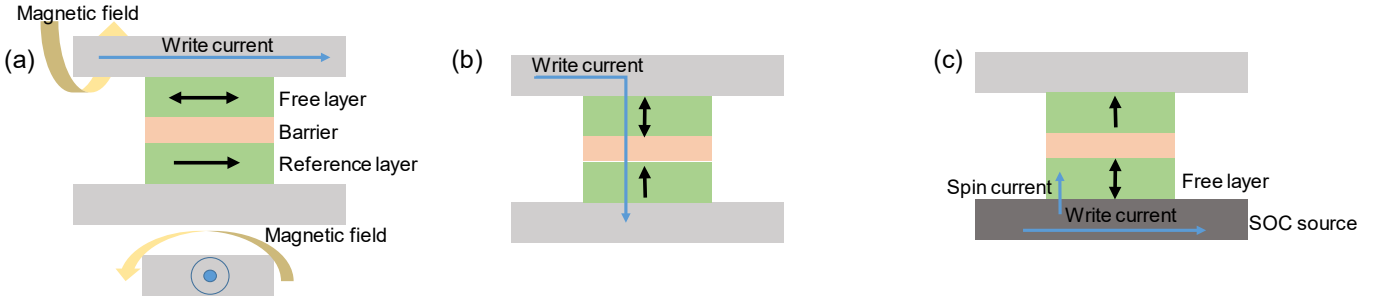 Magnetic field
(a)
Write current
Free layer
Barrier
Reference layer
Magnetic field
(b)
Write current
(c)
Free layer
Spin current
Write current
SOC source